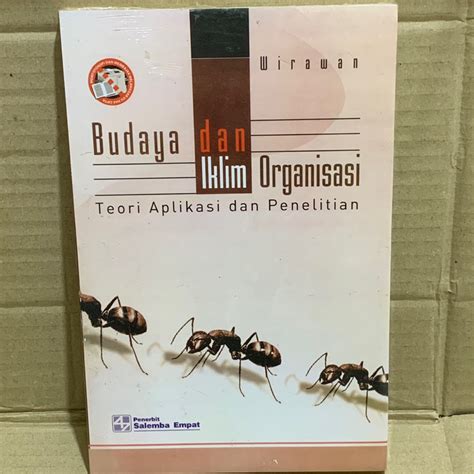 Wirawan
Budaya dan
Iklim Organisasi
Teori Aplikasi dan Penelitian
Penerbit
Salemba Empat